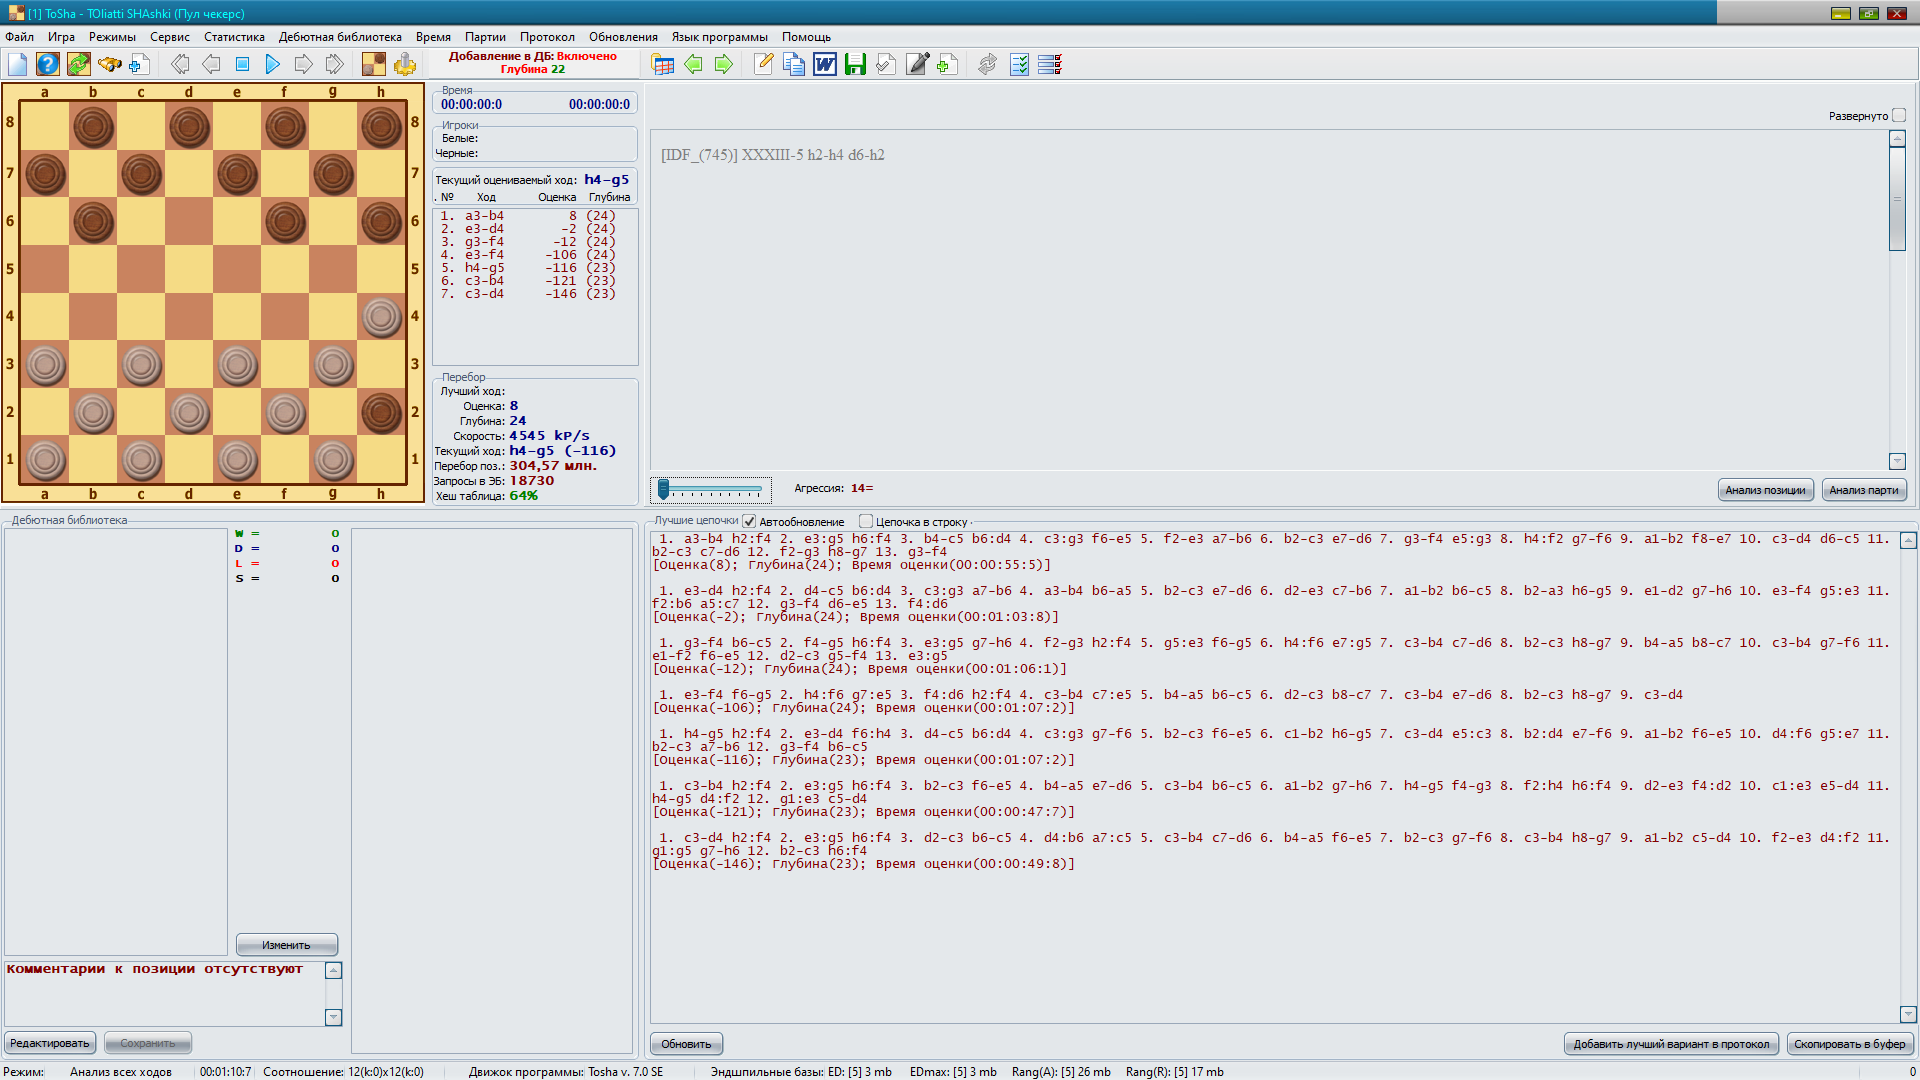 [1] ToSha - TOliatti SHAshki (Пул чекерс)
Файл Игра Режимы Сервис Статистика Дебютная библиотека Время Партии Протокол Обновления Язык программы Помощь
Добавление в ДБ: Включено
Глубина 22
a b c d e f g h
8 8
7 7
6 6
5 5
4 4
3 3
2 2
1 1
a b c d e f g h
Время
00:00:00:0 00:00:00:0
Игроки
Белые:
Черные:
Текущий оцениваемый ход: h4-g5
. № Ход Оценка Глубина
1. a3-b4 8 (24)
2. e3-d4 -2 (24)
3. g3-f4 -12 (24)
4. e3-f4 -106 (24)
5. h4-g5 -116 (23)
6. c3-b4 -121 (23)
7. c3-d4 -146 (23)
Перебор
Лучший ход:
Оценка: 8
Глубина: 24
Скорость: 4545 kP/s
Текущий ход: h4-g5 (-116)
Перебор поз.: 304,57 млн.
Запросы в ЭБ: 18730
Хеш таблица: 64%
Развернуто
[IDF_(745)] XXXIII-5 h2-h4 d6-h2
Агрессия: 14=
Анализ позиции Анализ парти
Дебютная библиотека
W = 0
D = 0
L = 0
S = 0
Изменить
Комментарии к позиции отсутствуют
Редактировать Сохранить
Лучшие цепочки Автообновление Цепочка в строку
1. a3-b4 h2:f4 2. e3:g5 h6:f4 3. b4-c5 b6:d4 4. c3:g3 f6-e5 5. f2-e3 a7-b6 6. b2-c3 e7-d6 7. g3-f4 e5:g3 8. h4:f2 g7-f6 9. a1-b2 f8-e7 10. c3-d4 d6-c5 11.
b2-c3 c7-d6 12. f2-g3 h8-g7 13. g3-f4
[Оценка(8); Глубина(24); Время оценки(00:00:55:5)]
1. e3-d4 h2:f4 2. d4-c5 b6:d4 3. c3:g3 a7-b6 4. a3-b4 b6-a5 5. b2-c3 e7-d6 6. d2-e3 c7-b6 7. a1-b2 b6-c5 8. b2-a3 h6-g5 9. e1-d2 g7-h6 10. e3-f4 g5:e3 11.
f2:b6 a5:c7 12. g3-f4 d6-e5 13. f4:d6
[Оценка(-2); Глубина(24); Время оценки(00:01:03:8)]
1. g3-f4 b6-c5 2. f4-g5 h6:f4 3. e3:g5 g7-h6 4. f2-g3 h2:f4 5. g5:e3 f6-g5 6. h4:f6 e7:g5 7. c3-b4 c7-d6 8. b2-c3 h8-g7 9. b4-a5 b8-c7 10. c3-b4 g7-f6 11.
e1-f2 f6-e5 12. d2-c3 g5-f4 13. e3:g5
[Оценка(-12); Глубина(24); Время оценки(00:01:06:1)]
1. e3-f4 f6-g5 2. h4:f6 g7:e5 3. f4:d6 h2:f4 4. c3-b4 c7:e5 5. b4-a5 b6-c5 6. d2-c3 b8-c7 7. c3-b4 e7-d6 8. b2-c3 h8-g7 9. c3-d4
[Оценка(-106); Глубина(24); Время оценки(00:01:07:2)]
1. h4-g5 h2:f4 2. e3-d4 f6:h4 3. d4-c5 b6:d4 4. c3:g3 g7-f6 5. b2-c3 f6-e5 6. c1-b2 h6-g5 7. c3-d4 e5:c3 8. b2:d4 e7-f6 9. a1-b2 f6-e5 10. d4:f6 g5:e7 11.
b2-c3 a7-b6 12. g3-f4 b6-c5
[Оценка(-116); Глубина(23); Время оценки(00:01:07:2)]
1. c3-b4 h2:f4 2. e3:g5 h6:f4 3. b2-c3 f6-e5 4. b4-a5 e7-d6 5. c3-b4 b6-c5 6. a1-b2 g7-h6 7. h4-g5 f4-g3 8. f2:h4 h6:f4 9. d2-e3 f4:d2 10. c1:e3 e5-d4 11.
h4-g5 d4:f2 12. g1:e3 c5-d4
[Оценка(-121); Глубина(23); Время оценки(00:00:47:7)]
1. c3-d4 h2:f4 2. e3:g5 h6:f4 3. d2-c3 b6-c5 4. d4:b6 a7:c5 5. c3-b4 c7-d6 6. b4-a5 f6-e5 7. b2-c3 g7-f6 8. c3-b4 h8-g7 9. a1-b2 c5-d4 10. f2-e3 d4:f2 11.
g1:g5 g7-h6 12. b2-c3 h6:f4
[Оценка(-146); Глубина(23); Время оценки(00:00:49:8)]
Обновить Добавить лучший вариант в протокол Скопировать в буфер
Режим: Анализ всех ходов 00:01:10:7 Соотношение: 12(k:0)x12(k:0) Движок программы: Tosha v. 7.0 SE Эндшпильные базы: ED: [5] 3 mb EDmax: [5] 3 mb Rang(A): [5] 26 mb Rang(R): [5] 17 mb 0